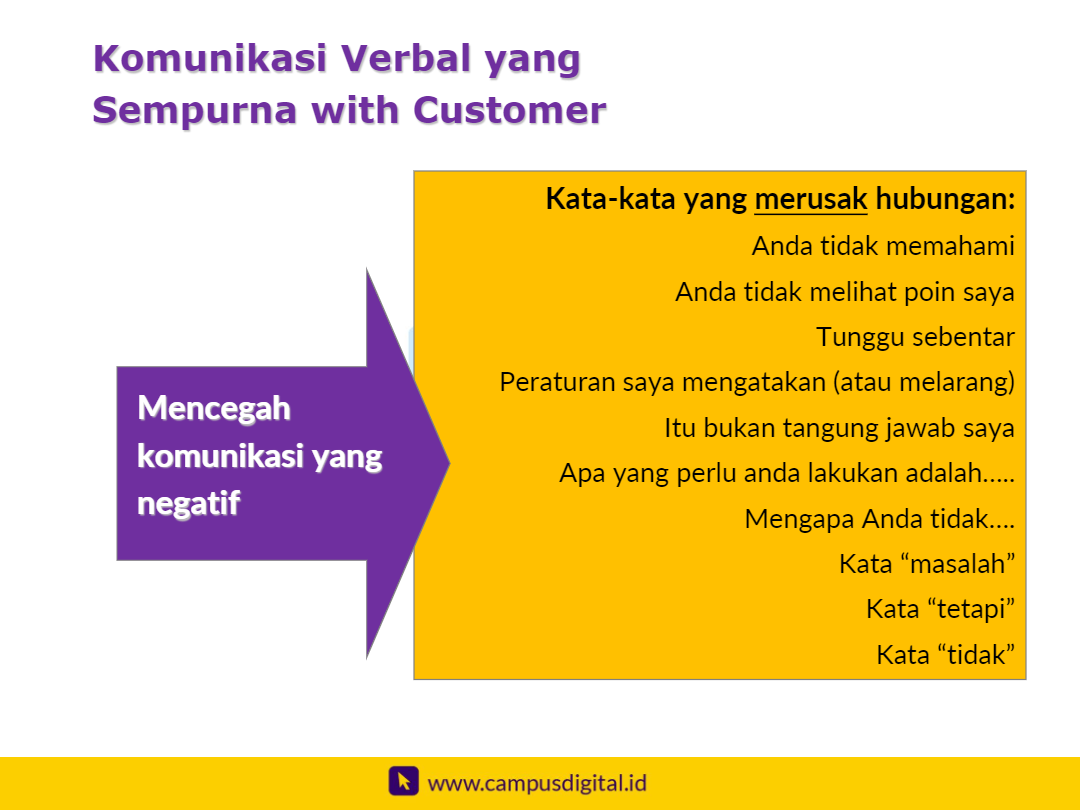 Komunikasi Verbal yang
Sempurna with Customer
Mencegah
komunikasi yang
negatif
Kata-kata yang merusak hubungan:
Anda tidak memahami
Anda tidak melihat poin saya
Tunggu sebentar
Peraturan saya mengatakan (atau melarang)
Itu bukan tangung jawab saya
Apa yang perlu anda lakukan adalah.....
Mengapa Anda tidak....
Kata “masalah”
Kata “tetapi”
Kata “tidak”
www.campusdigital.id